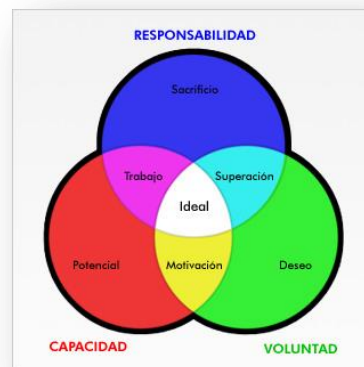 RESPONSABILIDAD
Sacrificio
Trabajo
Superación
Ideal
Potencial
Motivación
Deseo
CAPACIDAD
VOLUNTAD